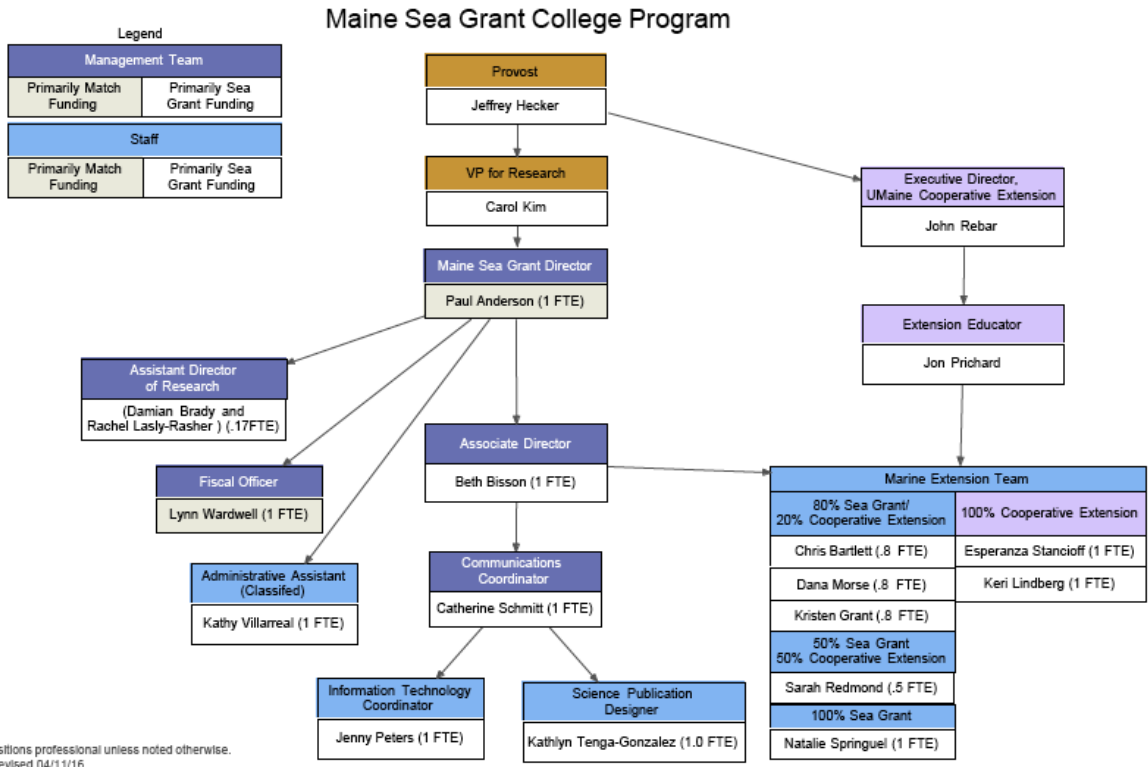 Maine Sea Grant College Program
Legend
Management Team
Primarily Match
Funding
Primarily Sea
Grant Funding
Staff
Primarily Match
Funding
Primarily Sea
Grant Funding
Provost
Jeffrey Hecker
VP for Research
Carol Kim
Executive Director,
UMaine Cooperative Extension
John Rebar
Maine Sea Grant Director
Paul Anderson (1 FTE)
Extension Educator
Jon Prichard
Assistant Director
of Research
(Damian Brady and
Rachel Lasly-Rasher ) (.17FTE)
Associate Director
Beth Bisson (1 FTE)
Fiscal Officer
Lynn Wardwell (1 FTE)
Marine Extension Team
80% Sea Grant/
20% Cooperative Extension
100% Cooperative Extension
Chris Bartlett (.8 FTE)
Esperanza Stancioff (1 FTE)
Dana Morse (.8 FTE)
Keri Lindberg (1 FTE)
Kristen Grant (.8 FTE)
50% Sea Grant
50% Cooperative Extension
Sarah Redmond (.5 FTE)
100% Sea Grant
Natalie Springuel (1 FTE)
Administrative Assistant
(Classifed)
Kathy Villarreal (1 FTE)
Communications
Coordinator
Catherine Schmitt (1 FTE)
Information Technology
Coordinator
Jenny Peters (1 FTE)
Science Publication
Designer
Kathlyn Tenga-Gonzalez (1.0 FTE)
sitions professional unless noted otherwise.
evised 04/11/16